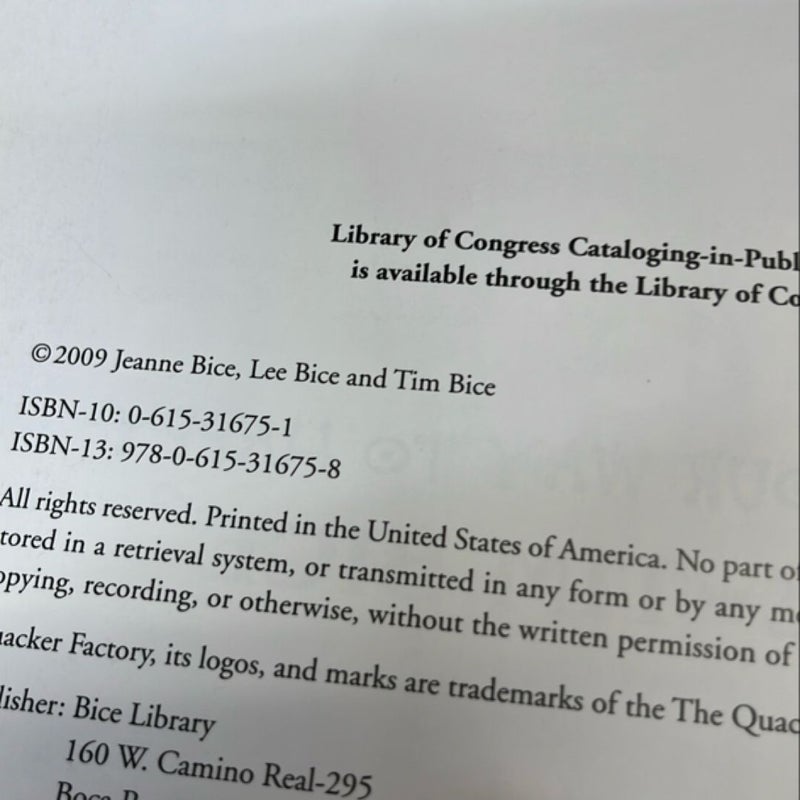 Library of Congress Cataloging-in-Publ
is available through the Library of Co
©2009 Jeanne Bice, Lee Bice and Tim Bice
ISBN-10: 0-615-31675-1
ISBN-13: 978-0-615-31675-8
All rights reserved. Printed in the United States of America. No part of
tored in a retrieval system, or transmitted in any form or by any me
opying, recording, or otherwise, without the written permission of
uacker Factory, its logos, and marks are trademarks of the The Quac
lisher: Bice Library
160 W. Camino Real-295
Boca